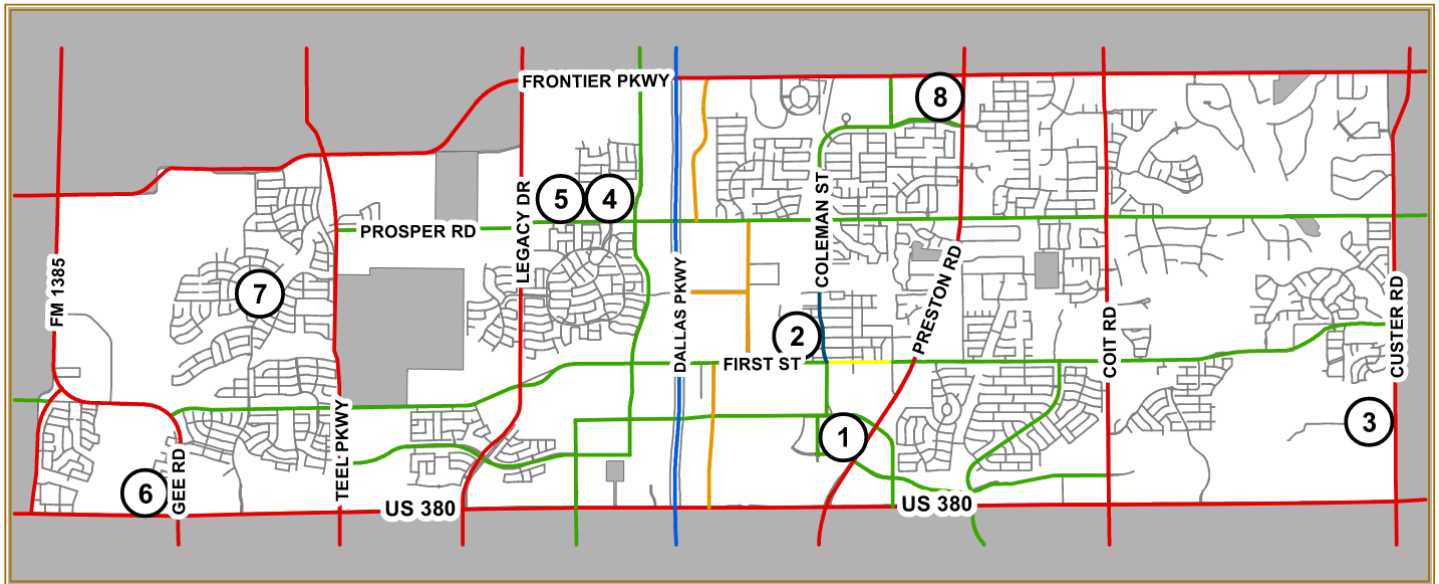 FRONTIER PKWY
8
5
4
PROSPER RD
LEGACY DR
COLEMAN ST
7
FM 1385
DALLAS PKWY
PRESTON RD
2
FIRST ST
COIT RD
CUSTER RD
1
3
TEEL PKWY
GEE RD
6
US 380
US 380